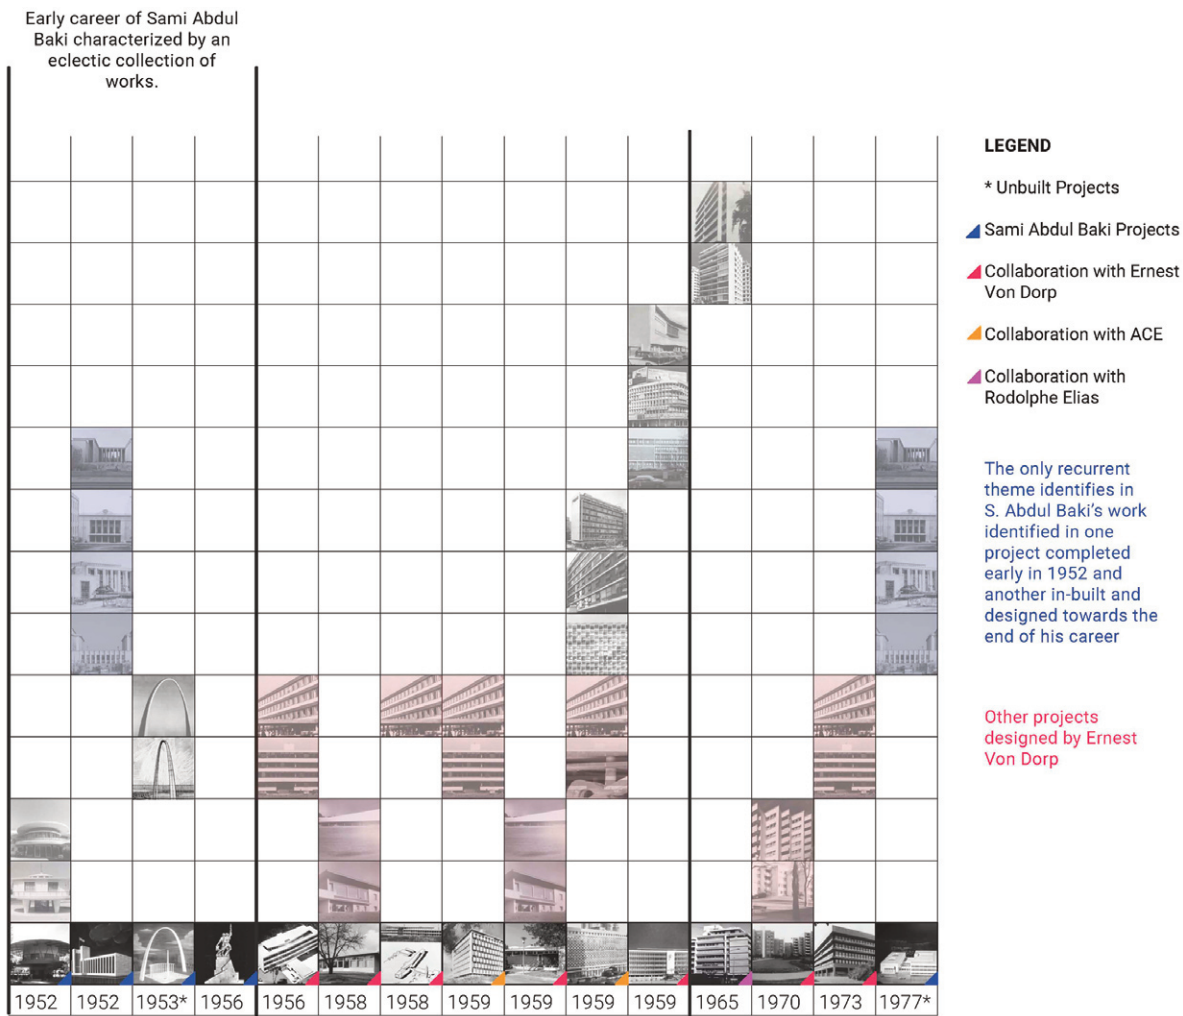 Early career of Sami Abdul
Baki characterized by an
eclectic collection of
works.
LEGEND
* Unbuilt Projects
Sami Abdul Baki Projects
Collaboration with Ernest
Von Dorp
Collaboration with ACE
Collaboration with
Rodolphe Elias
The only recurrent
theme identifies in
S. Abdul Baki's work
identified in one
project completed
early in 1952 and
another in-built and
designed towards the
end of his career
Other projects
designed by Ernest
Von Dorp
1952 1952 1953* 1956 1956 1958 1958 1959 1959 1959 1959 1965 1970 1973 1977*